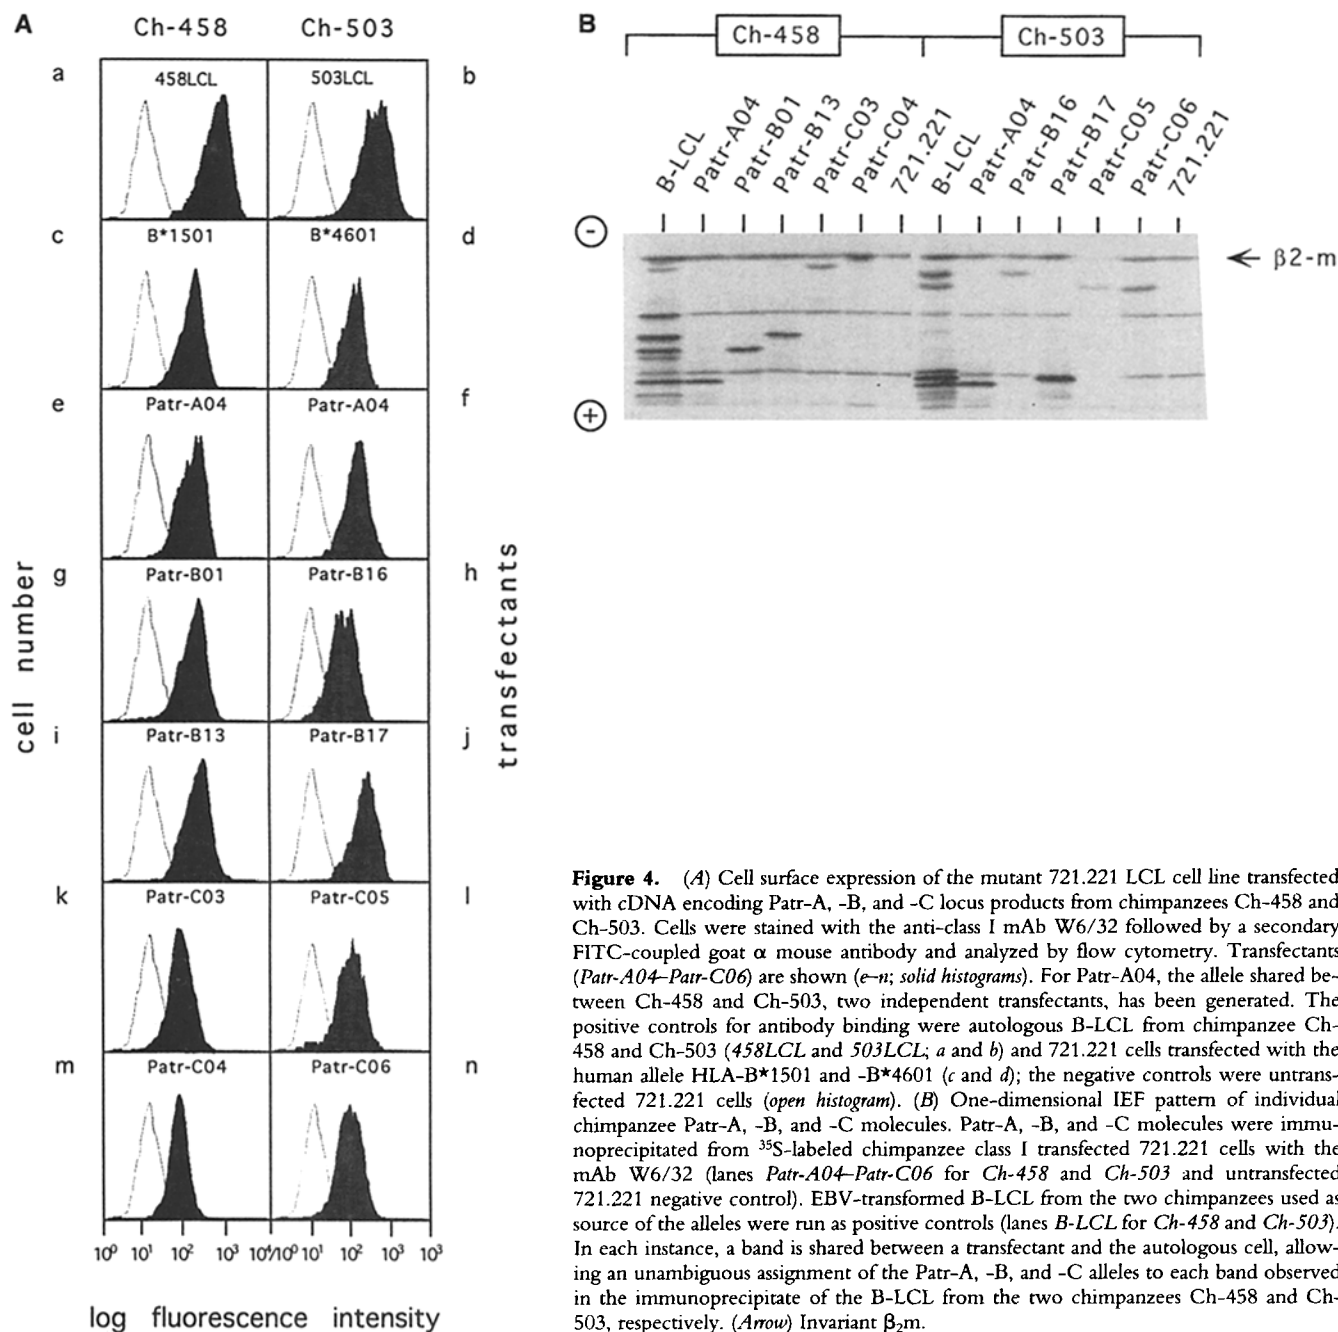 A
Ch-458
Ch-503
a
458LCL
503LCL
b
c
B*1501
B*4601
d
e
Patr-A04
Patr-A04
f
g
Patr-B01
Patr-B16
h
i
Patr-B13
Patr-B17
j
k
Patr-C03
Patr-C05
l
m
Patr-C04
Patr-C06
n
cell number
transfectants
10⁰ 10¹ 10² 10³ 10⁴/10⁰ 10¹ 10² 10³ 10³
log fluorescence intensity
B
Ch-458
Ch-503
B-LCL
Patr-A04
Patr-B01
Patr-B13
Patr-C03
Patr-C04
721.221
B-LCL
Patr-A04
Patr-B16
Patr-B17
Patr-C05
Patr-C06
721.221
-
+
β2-m
Figure 4. (A) Cell surface expression of the mutant 721.221 LCL cell line transfected
with cDNA encoding Patr-A, -B, and -C locus products from chimpanzees Ch-458 and
Ch-503. Cells were stained with the anti-class I mAb W6/32 followed by a secondary
FITC-coupled goat α mouse antibody and analyzed by flow cytometry. Transfectants
(Patr-A04–Patr-C06) are shown (e–n; solid histograms). For Patr-A04, the allele shared be-
tween Ch-458 and Ch-503, two independent transfectants, has been generated. The
positive controls for antibody binding were autologous B-LCL from chimpanzee Ch-
458 and Ch-503 (458LCL and 503LCL; a and b) and 721.221 cells transfected with the
human allele HLA-B*1501 and -B*4601 (c and d); the negative controls were untrans-
fected 721.221 cells (open histogram). (B) One-dimensional IEF pattern of individual
chimpanzee Patr-A, -B, and -C molecules. Patr-A, -B, and -C molecules were immu-
noprecipitated from ³⁵S-labeled chimpanzee class I transfected 721.221 cells with the
mAb W6/32 (lanes Patr-A04–Patr-C06 for Ch-458 and Ch-503 and untransfected
721.221 negative control). EBV-transformed B-LCL from the two chimpanzees used as
source of the alleles were run as positive controls (lanes B-LCL for Ch-458 and Ch-503).
In each instance, a band is shared between a transfectant and the autologous cell, allow-
ing an unambiguous assignment of the Patr-A, -B, and -C alleles to each band observed
in the immunoprecipitate of the B-LCL from the two chimpanzees Ch-458 and Ch-
503, respectively. (Arrow) Invariant β₂m.